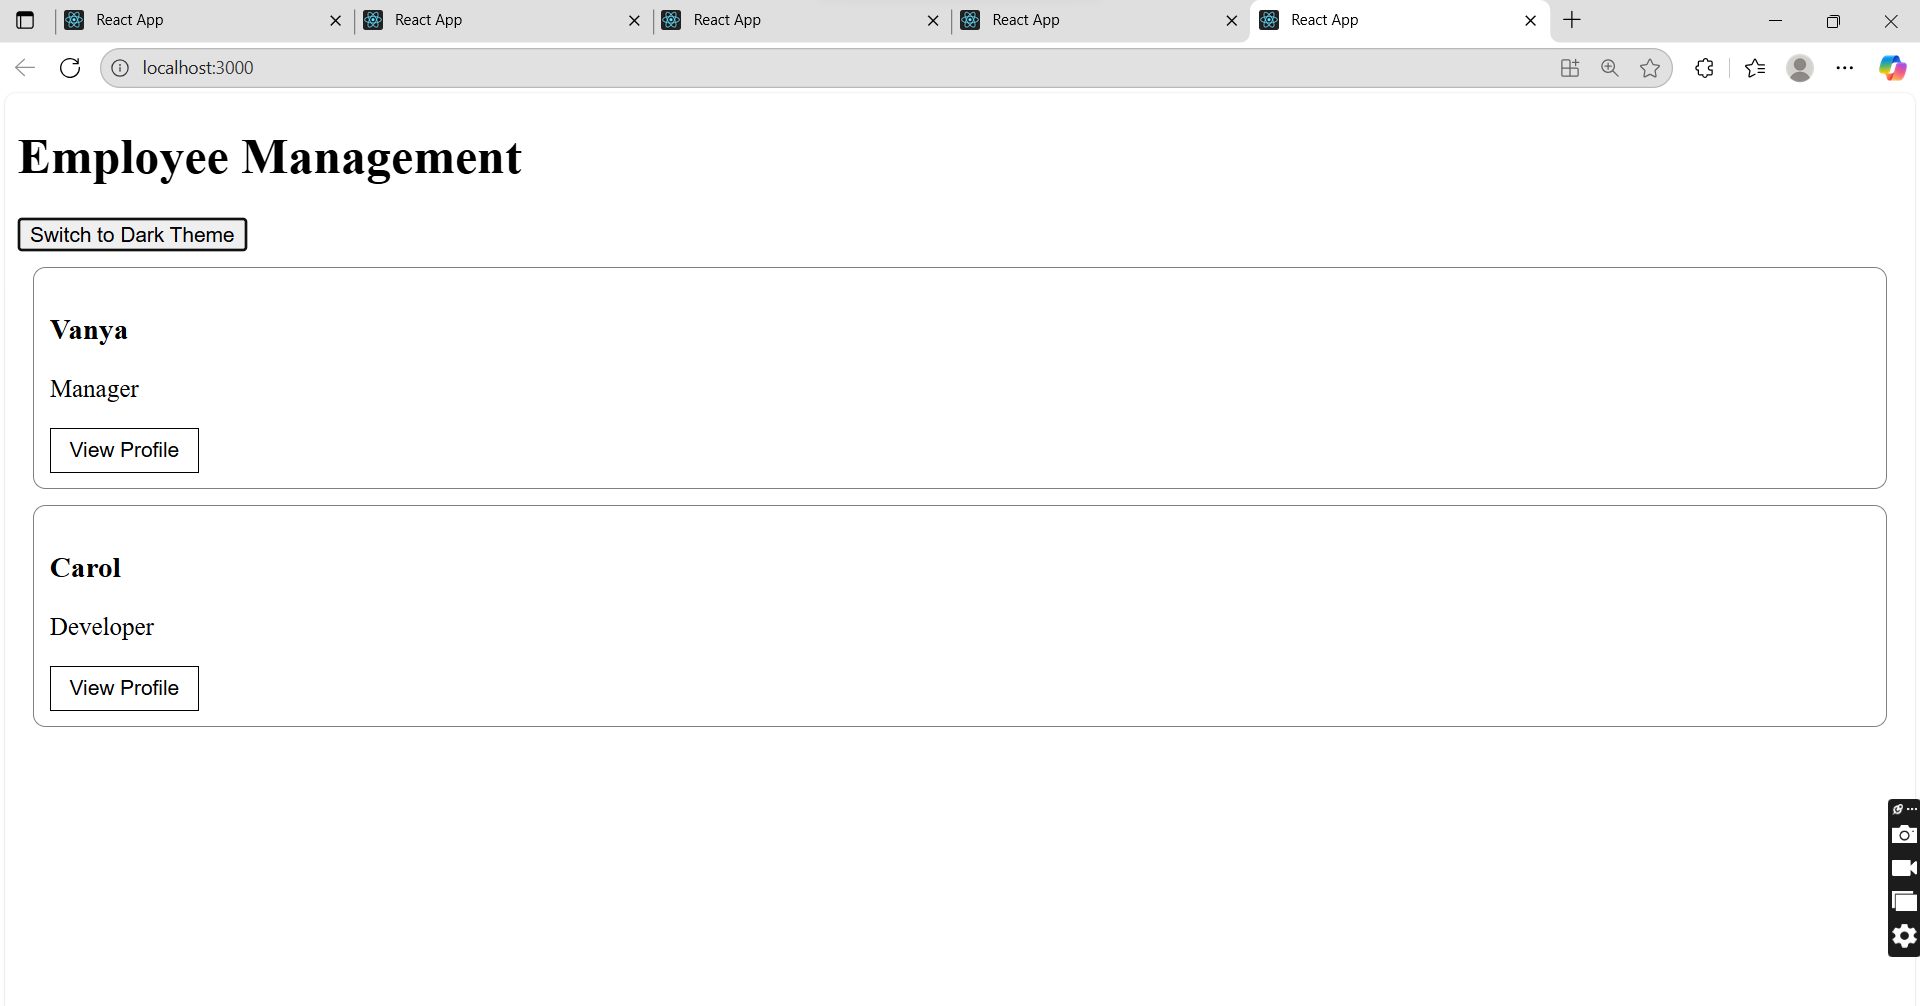 React App
React App
React App
React App
React App
localhost:3000
Employee Management
Switch to Dark Theme
Vanya
Manager
View Profile
Carol
Developer
View Profile